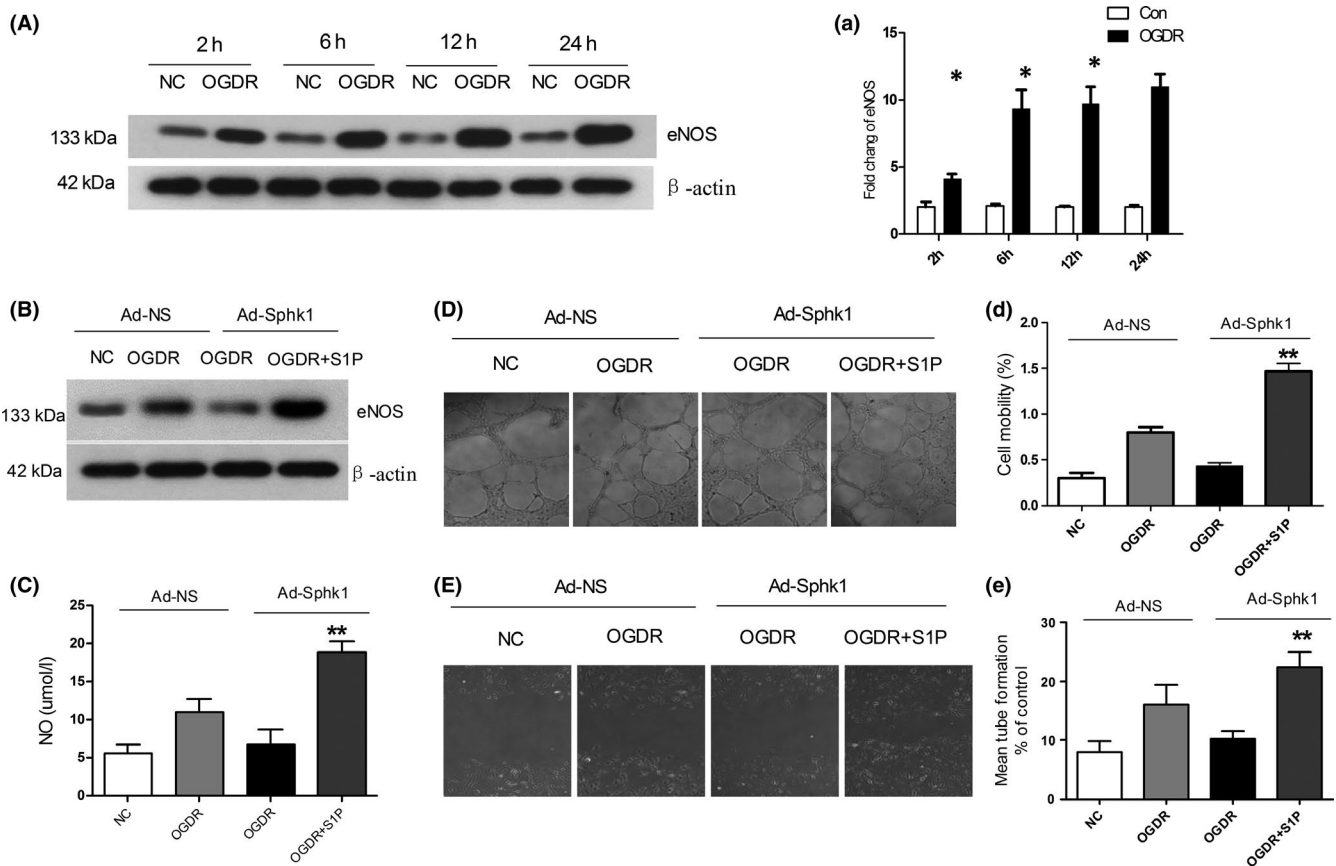 (A)
2 h 6 h 12 h 24 h
NC OGDR NC OGDR NC OGDR NC OGDR
133 kDa eNOS
42 kDa β -actin
(a)
Con
OGDR
Fold chang of eNOS
15
10
5
0
* * *
2h 6h 12h 24h
(B)
Ad-NS Ad-Sphk1
NC OGDR OGDR OGDR+S1P
133 kDa eNOS
42 kDa β -actin
(D)
Ad-NS Ad-Sphk1
NC OGDR OGDR OGDR+S1P
(d)
Ad-NS Ad-Sphk1
Cell mobility (%)
2.0
1.5
1.0
0.5
0.0
**
NC OGDR OGDR OGDR+S1P
(C)
Ad-NS Ad-Sphk1
NO (umol/l)
25
20
15
10
5
0
**
NC OGDR OGDR OGDR+S1P
(E)
Ad-NS Ad-Sphk1
NC OGDR OGDR OGDR+S1P
(e)
Ad-NS Ad-Sphk1
Mean tube formation
% of control
30
20
10
0
**
NC OGDR OGDR OGDR+S1P